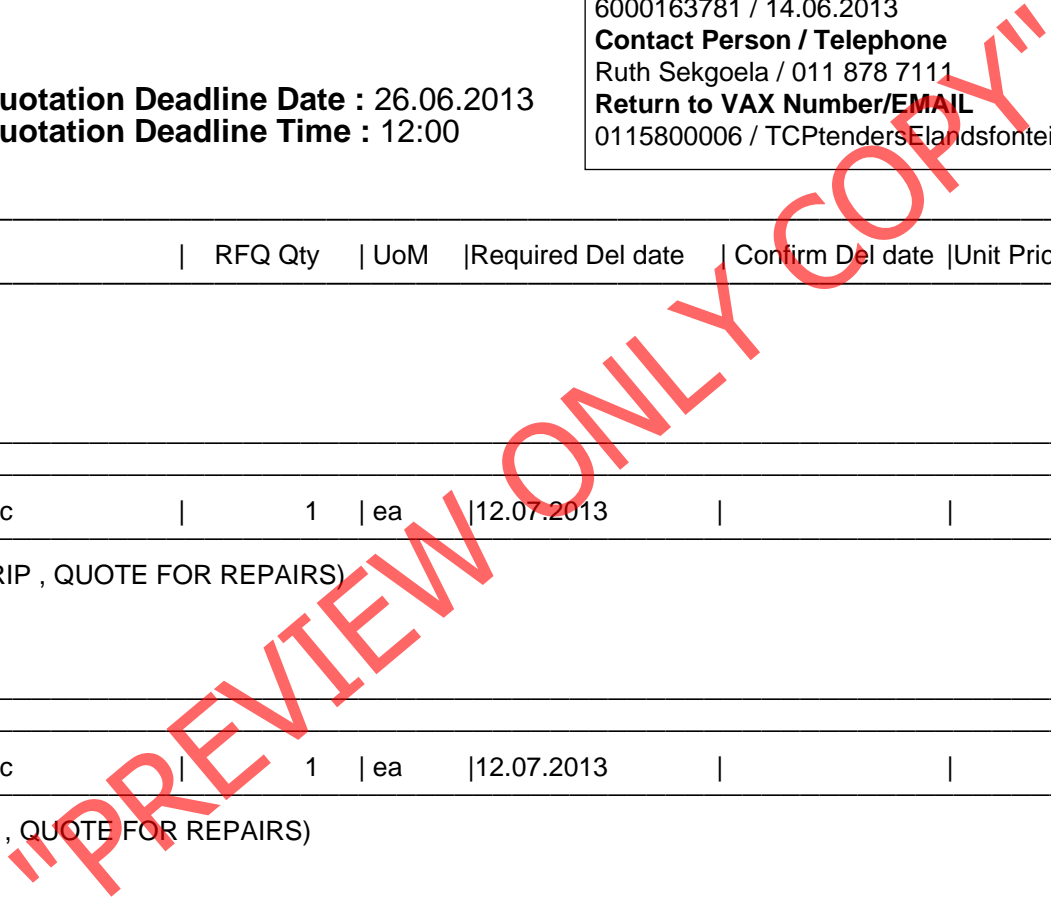 6000163781 / 14.06.2013
Contact Person / Telephone
Ruth Sekgoela / 011 878 7111
Return to VAX Number/EMAIL
0115800006 / TCPtendersElandsfontei
uotation Deadline Date : 26.06.2013
uotation Deadline Time : 12:00
| RFQ Qty | UoM |Required Del date | Confirm Del date |Unit Pric
c | 1 | ea |12.07.2013 | |
RIP , QUOTE FOR REPAIRS)
c | 1 | ea |12.07.2013 | |
, QUOTE FOR REPAIRS)
"PREVIEW ONLY COPY"